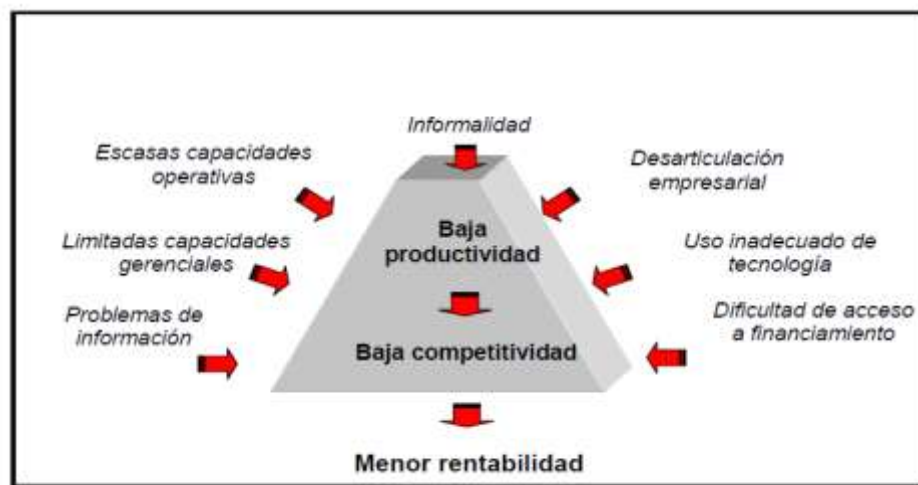 Informalidad
Escasas capacidades
operativas
Desarticulación
empresarial
Limitadas capacidades
gerenciales
Baja
productividad
Uso inadecuado de
tecnología
Problemas de
información
Dificultad de acceso
a financiamiento
Baja competitividad
Menor rentabilidad